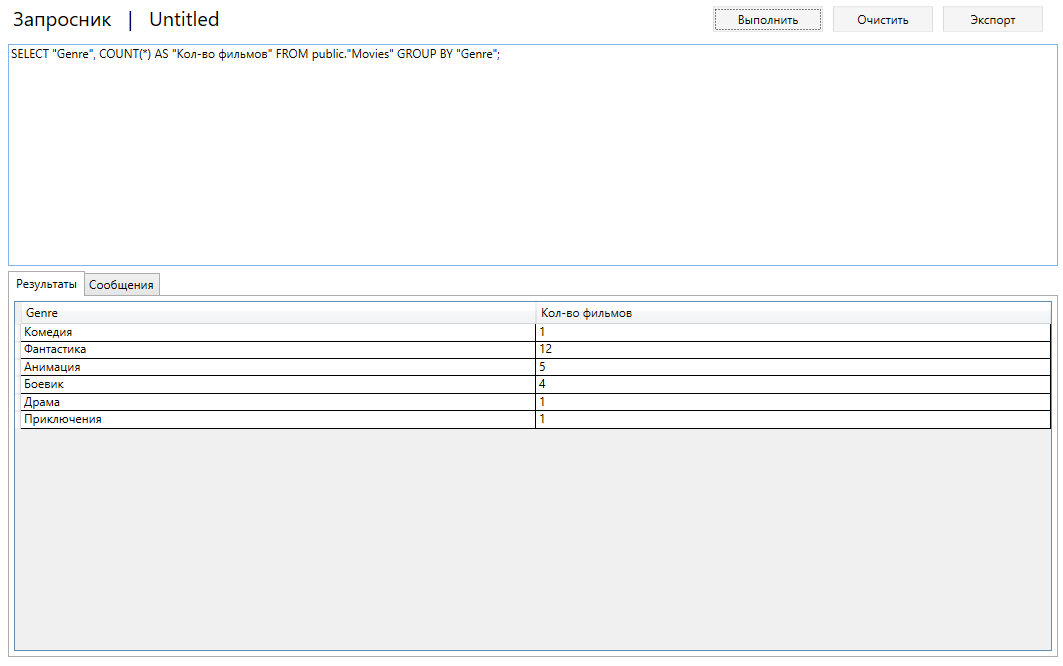 Запросник | Untitled Выполнить Очистить Экспорт
SELECT "Genre", COUNT(*) AS "Кол-во фильмов" FROM public."Movies" GROUP BY "Genre";
Результаты Сообщения
Genre Кол-во фильмов
Комедия 1
Фантастика 12
Анимация 5
Боевик 4
Драма 1
Приключения 1